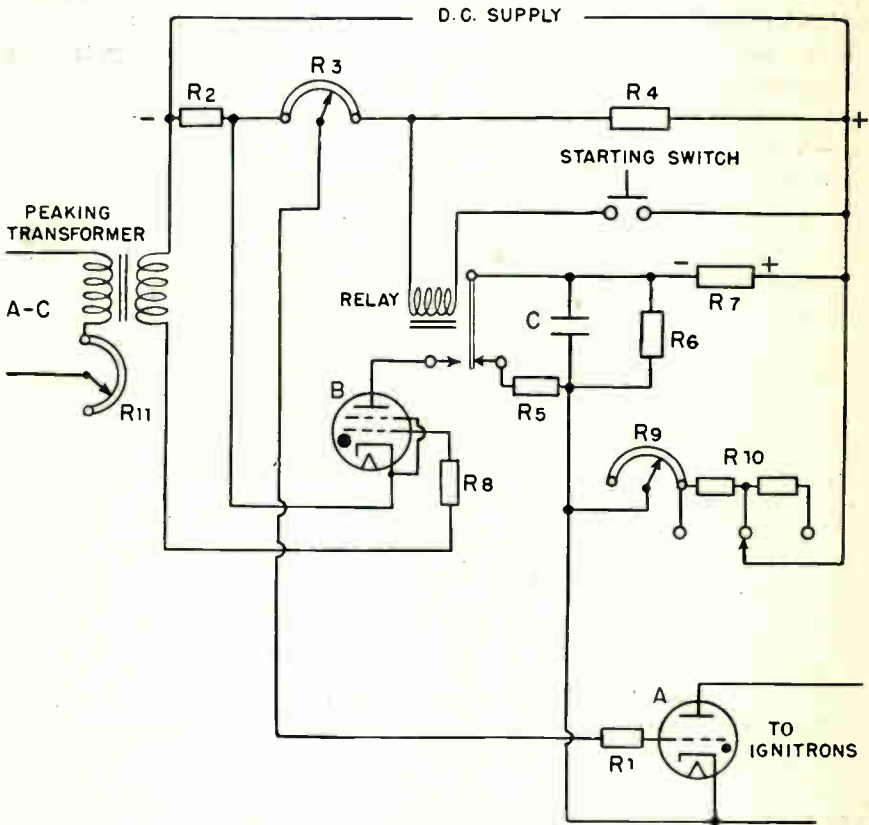 D.C. SUPPLY
R3
R2
R4
-
+
STARTING SWITCH
PEAKING
TRANSFORMER
-
+
RELAY
R7
A-C
C
R6
B
R5
R11
R9
R10
R8
A
TO
IGNITRONS
R1